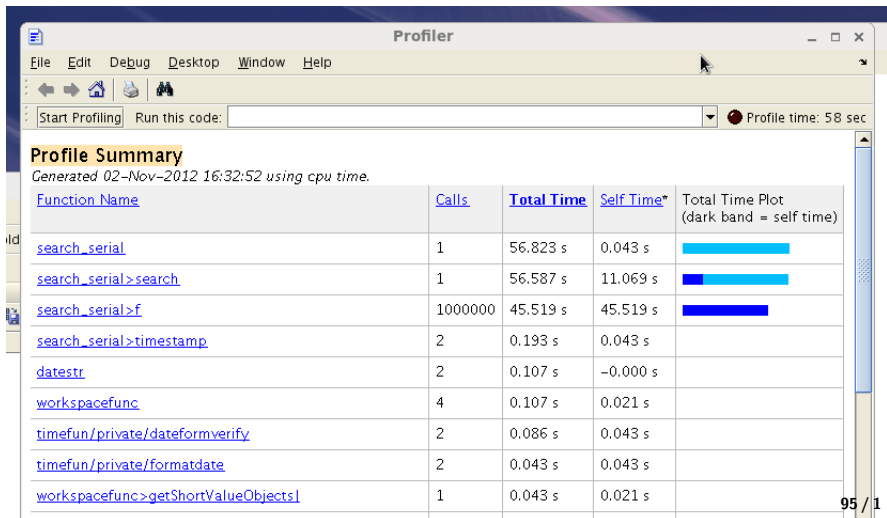 Profiler
File Edit Debug Desktop Window Help
Start Profiling Run this code: Profile time: 58 sec
Profile Summary
Generated 02-Nov-2012 16:32:52 using cpu time.
Function Name Calls Total Time Self Time* Total Time Plot
(dark band = self time)
search_serial 1 56.823 s 0.043 s
search_serial>search 1 56.587 s 11.069 s
search_serial>f 1000000 45.519 s 45.519 s
search_serial>timestamp 2 0.193 s 0.043 s
datestr 2 0.107 s -0.000 s
workspacefunc 4 0.107 s 0.021 s
timefun/private/dateformverify 2 0.086 s 0.043 s
timefun/private/formatdate 2 0.043 s 0.043 s
workspacefunc>getShortValueObjectsJ 1 0.043 s 0.021 s
old
95 / 1